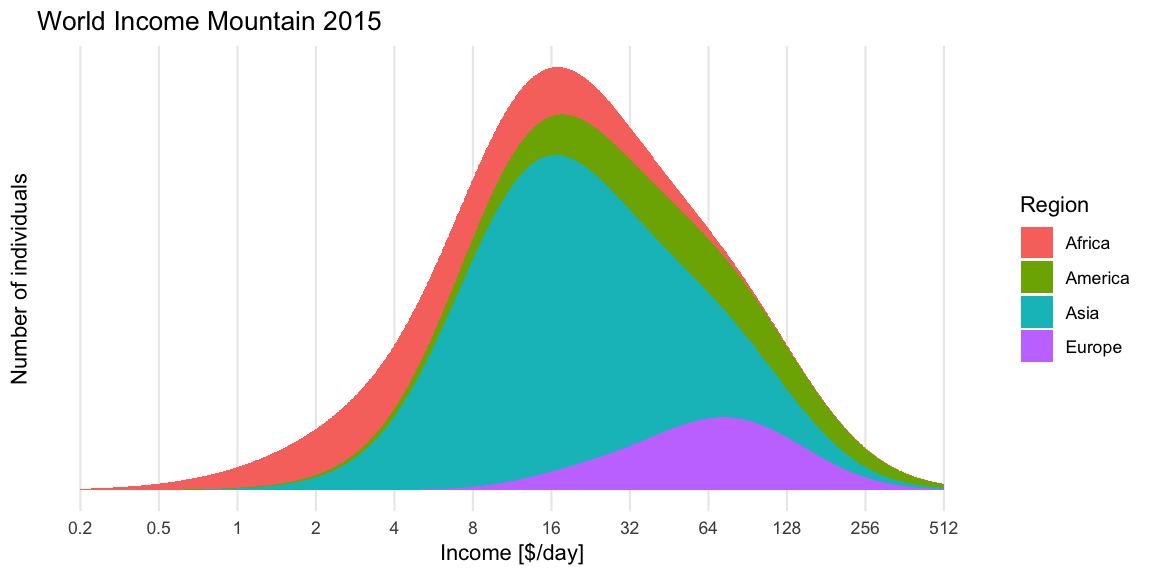 World Income Mountain 2015
Number of individuals
0.2 0.5 1 2 4 8 16 32 64 128 256 512
Income [$/day]
Region
Africa
America
Asia
Europe